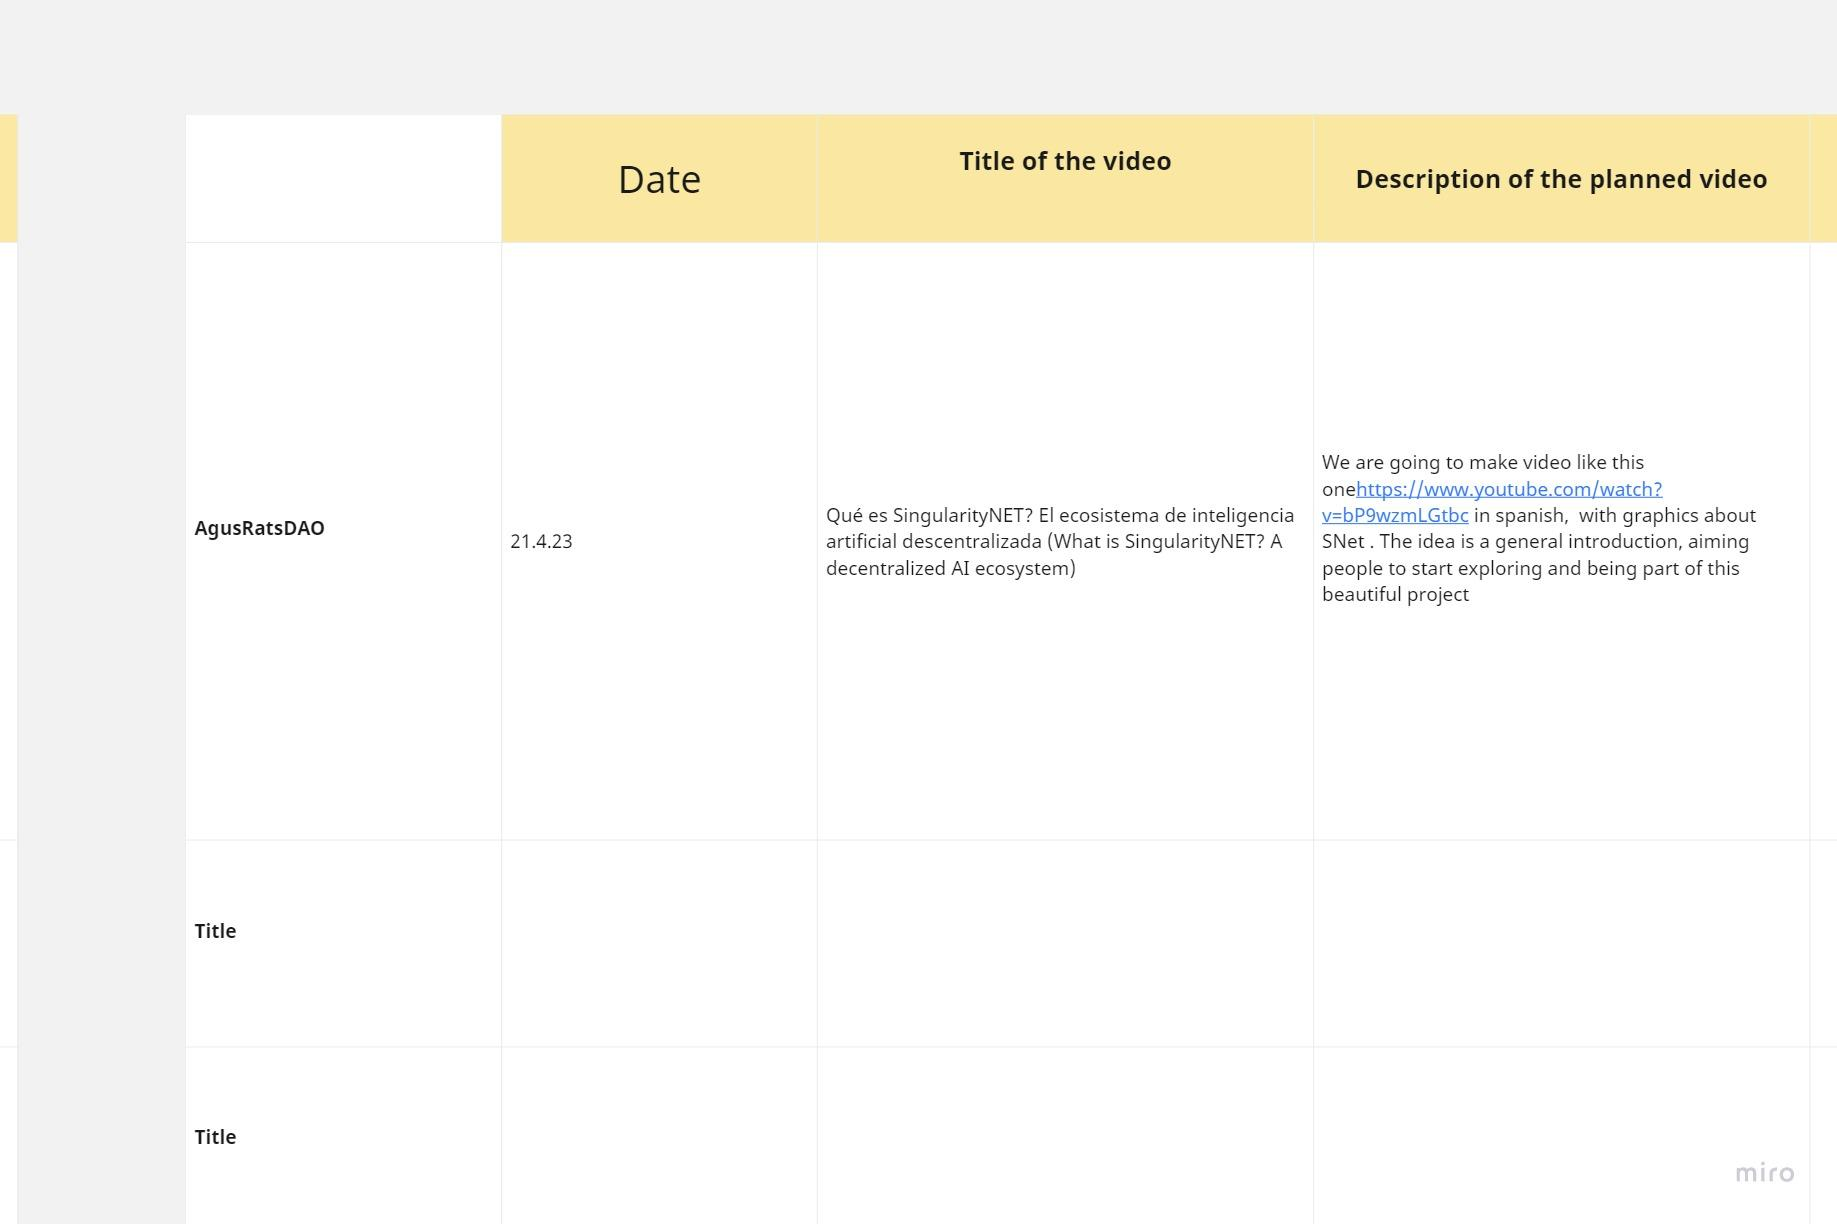 Date
Title of the video
Description of the planned video
AgusRatsDAO
21.4.23
Qué es SingularityNET? El ecosistema de inteligencia
artificial descentralizada (What is SingularityNET? A
decentralized AI ecosystem)
We are going to make video like this
onehttps://www.youtube.com/watch?
v=bP9wzmLGtbc in spanish,  with graphics about
SNet . The idea is a general introduction, aiming
people to start exploring and being part of this
beautiful project
Title
Title
miro